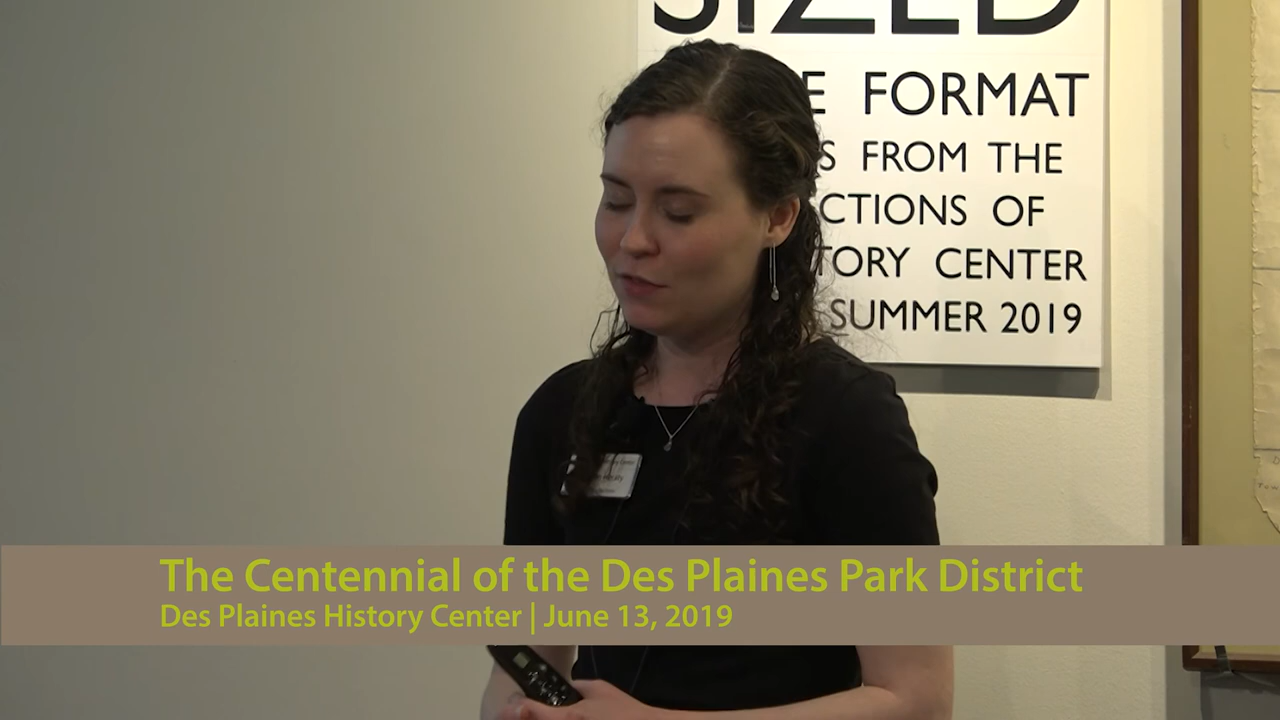 SIZED
E FORMAT
S FROM THE
CTIONS OF
TORY CENTER
SUMMER 2019
The Centennial of the Des Plaines Park District
Des Plaines History Center | June 13, 2019